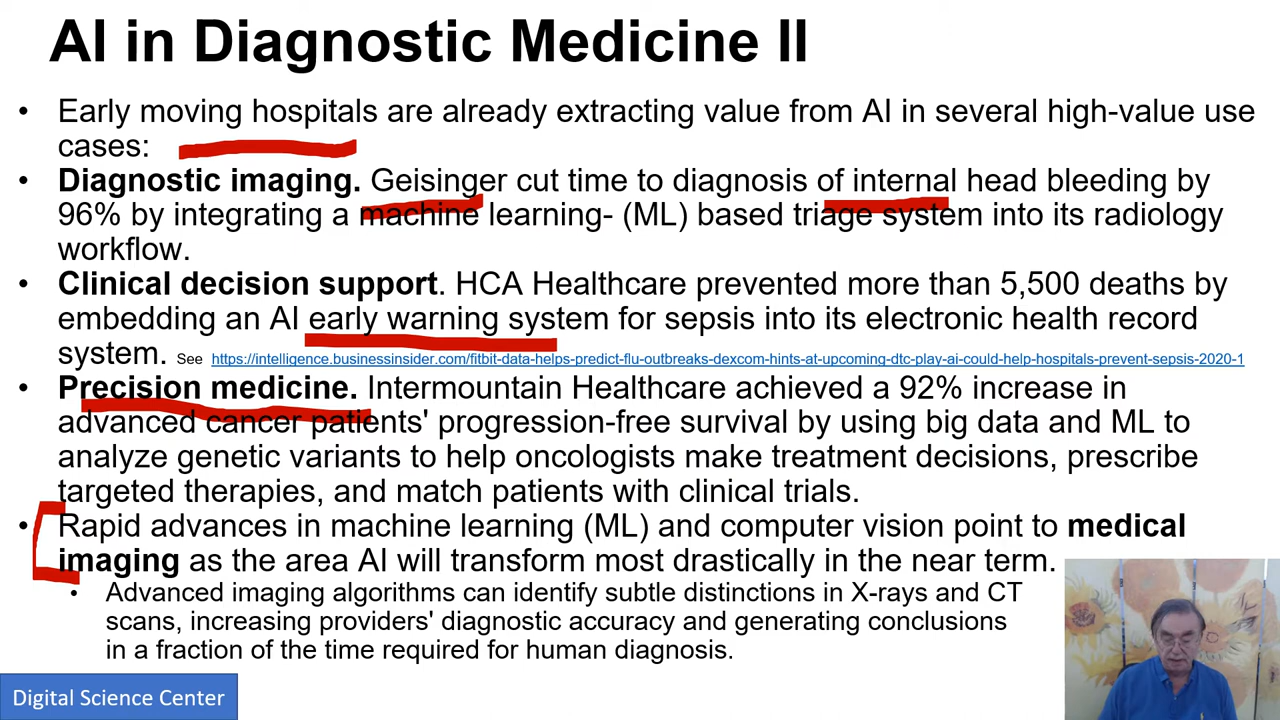 AI in Diagnostic Medicine II
• Early moving hospitals are already extracting value from AI in several high-value use
cases:
• Diagnostic imaging. Geisinger cut time to diagnosis of internal head bleeding by
96% by integrating a machine learning- (ML) based triage system into its radiology
workflow.
• Clinical decision support. HCA Healthcare prevented more than 5,500 deaths by
embedding an AI early warning system for sepsis into its electronic health record
system. See https://intelligence.businessinsider.com/fitbit-data-helps-predict-flu-outbreaks-dexcom-hints-at-upcoming-dtc-play-ai-could-help-hospitals-prevent-sepsis-2020-1
• Precision medicine. Intermountain Healthcare achieved a 92% increase in
advanced cancer patients' progression-free survival by using big data and ML to
analyze genetic variants to help oncologists make treatment decisions, prescribe
targeted therapies, and match patients with clinical trials.
• Rapid advances in machine learning (ML) and computer vision point to medical
imaging as the area AI will transform most drastically in the near term.
• Advanced imaging algorithms can identify subtle distinctions in X-rays and CT
scans, increasing providers' diagnostic accuracy and generating conclusions
in a fraction of the time required for human diagnosis.
Digital Science Center